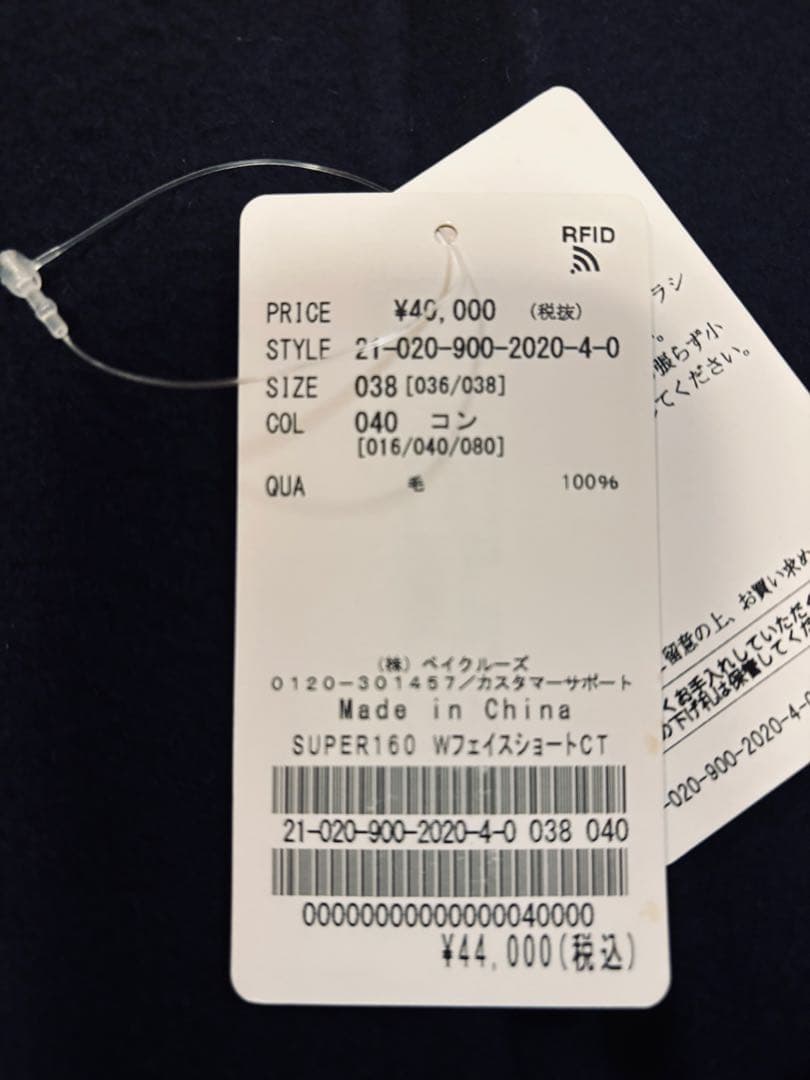 RFID
PRICE ¥40,000 (税抜)
STYLE 21-020-900-2020-4-0
SIZE 038 [036/038]
COL 040 コン
[016/040/080]
QUA 毛 100%
(株) ベイクルーズ
0120-301457/カスタマーサポート
Made in China
SUPER160 WフェイスショートCT
21-020-900-2020-4-0 038 040
00000000000000040000
¥44,000(税込)
ラシ
。
張らず小
てください。
留意の上、お買い求め
くお手入れしていただく
の下げ札は保管してくだ
-020-900-2020-4-0